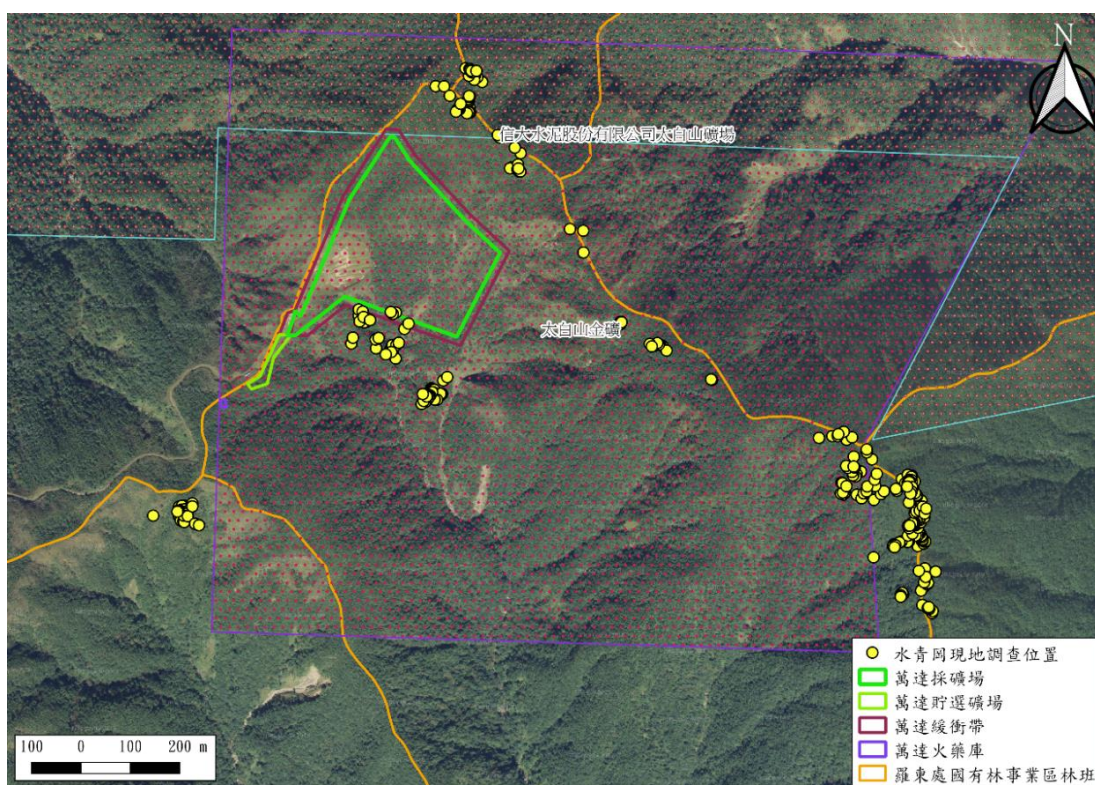 N
信大水泥股份有限公司太白山礦場
太白山金礦
水青岡現地調查位置
萬達採礦場
萬達貯選礦場
萬達緩衝帶
萬達火藥庫
羅東處國有林事業區林班
100 0 100 200 m